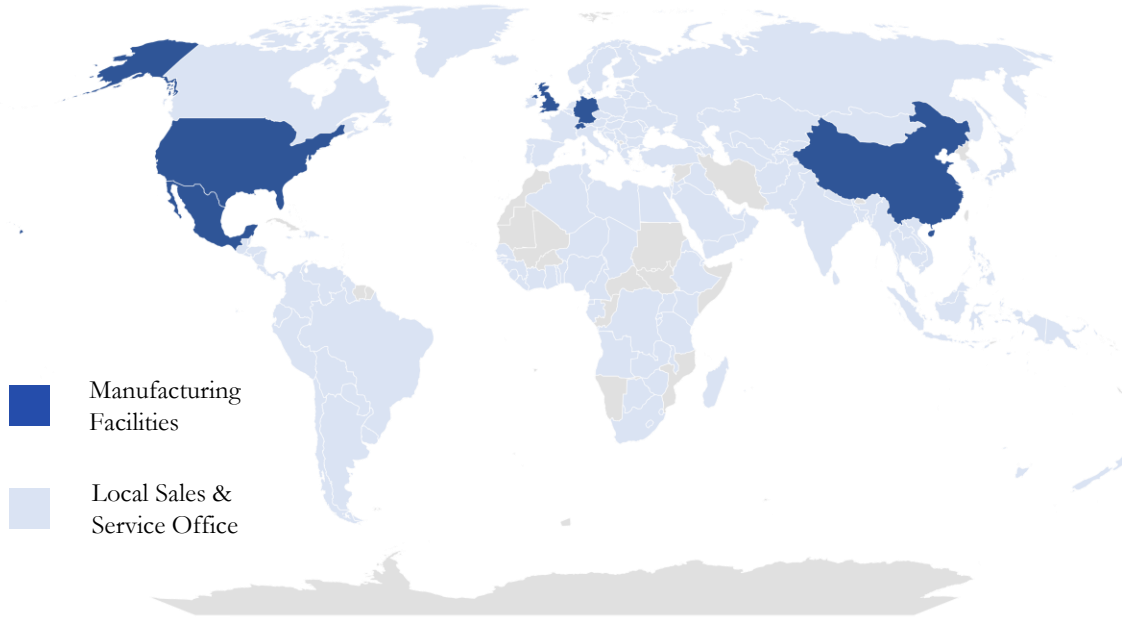 Manufacturing
Facilities
Local Sales &
Service Office